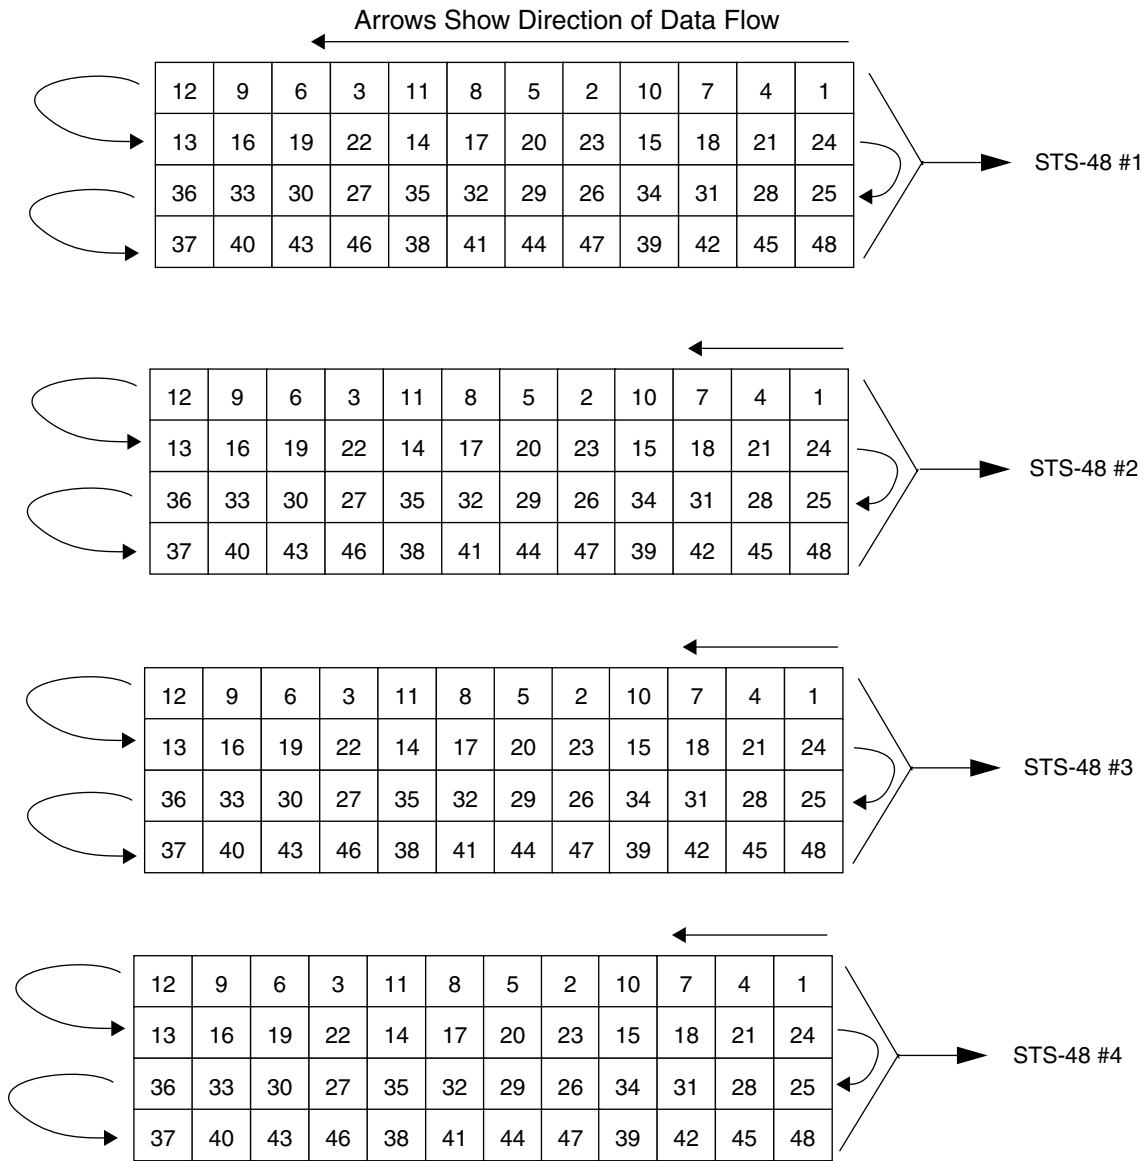 Arrows Show Direction of Data Flow
12 9 6 3 11 8 5 2 10 7 4 1
13 16 19 22 14 17 20 23 15 18 21 24
STS-48 #1
36 33 30 27 35 32 29 26 34 31 28 25
37 40 43 46 38 41 44 47 39 42 45 48
12 9 6 3 11 8 5 2 10 7 4 1
13 16 19 22 14 17 20 23 15 18 21 24
STS-48 #2
36 33 30 27 35 32 29 26 34 31 28 25
37 40 43 46 38 41 44 47 39 42 45 48
12 9 6 3 11 8 5 2 10 7 4 1
13 16 19 22 14 17 20 23 15 18 21 24
STS-48 #3
36 33 30 27 35 32 29 26 34 31 28 25
37 40 43 46 38 41 44 47 39 42 45 48
12 9 6 3 11 8 5 2 10 7 4 1
13 16 19 22 14 17 20 23 15 18 21 24
STS-48 #4
36 33 30 27 35 32 29 26 34 31 28 25
37 40 43 46 38 41 44 47 39 42 45 48